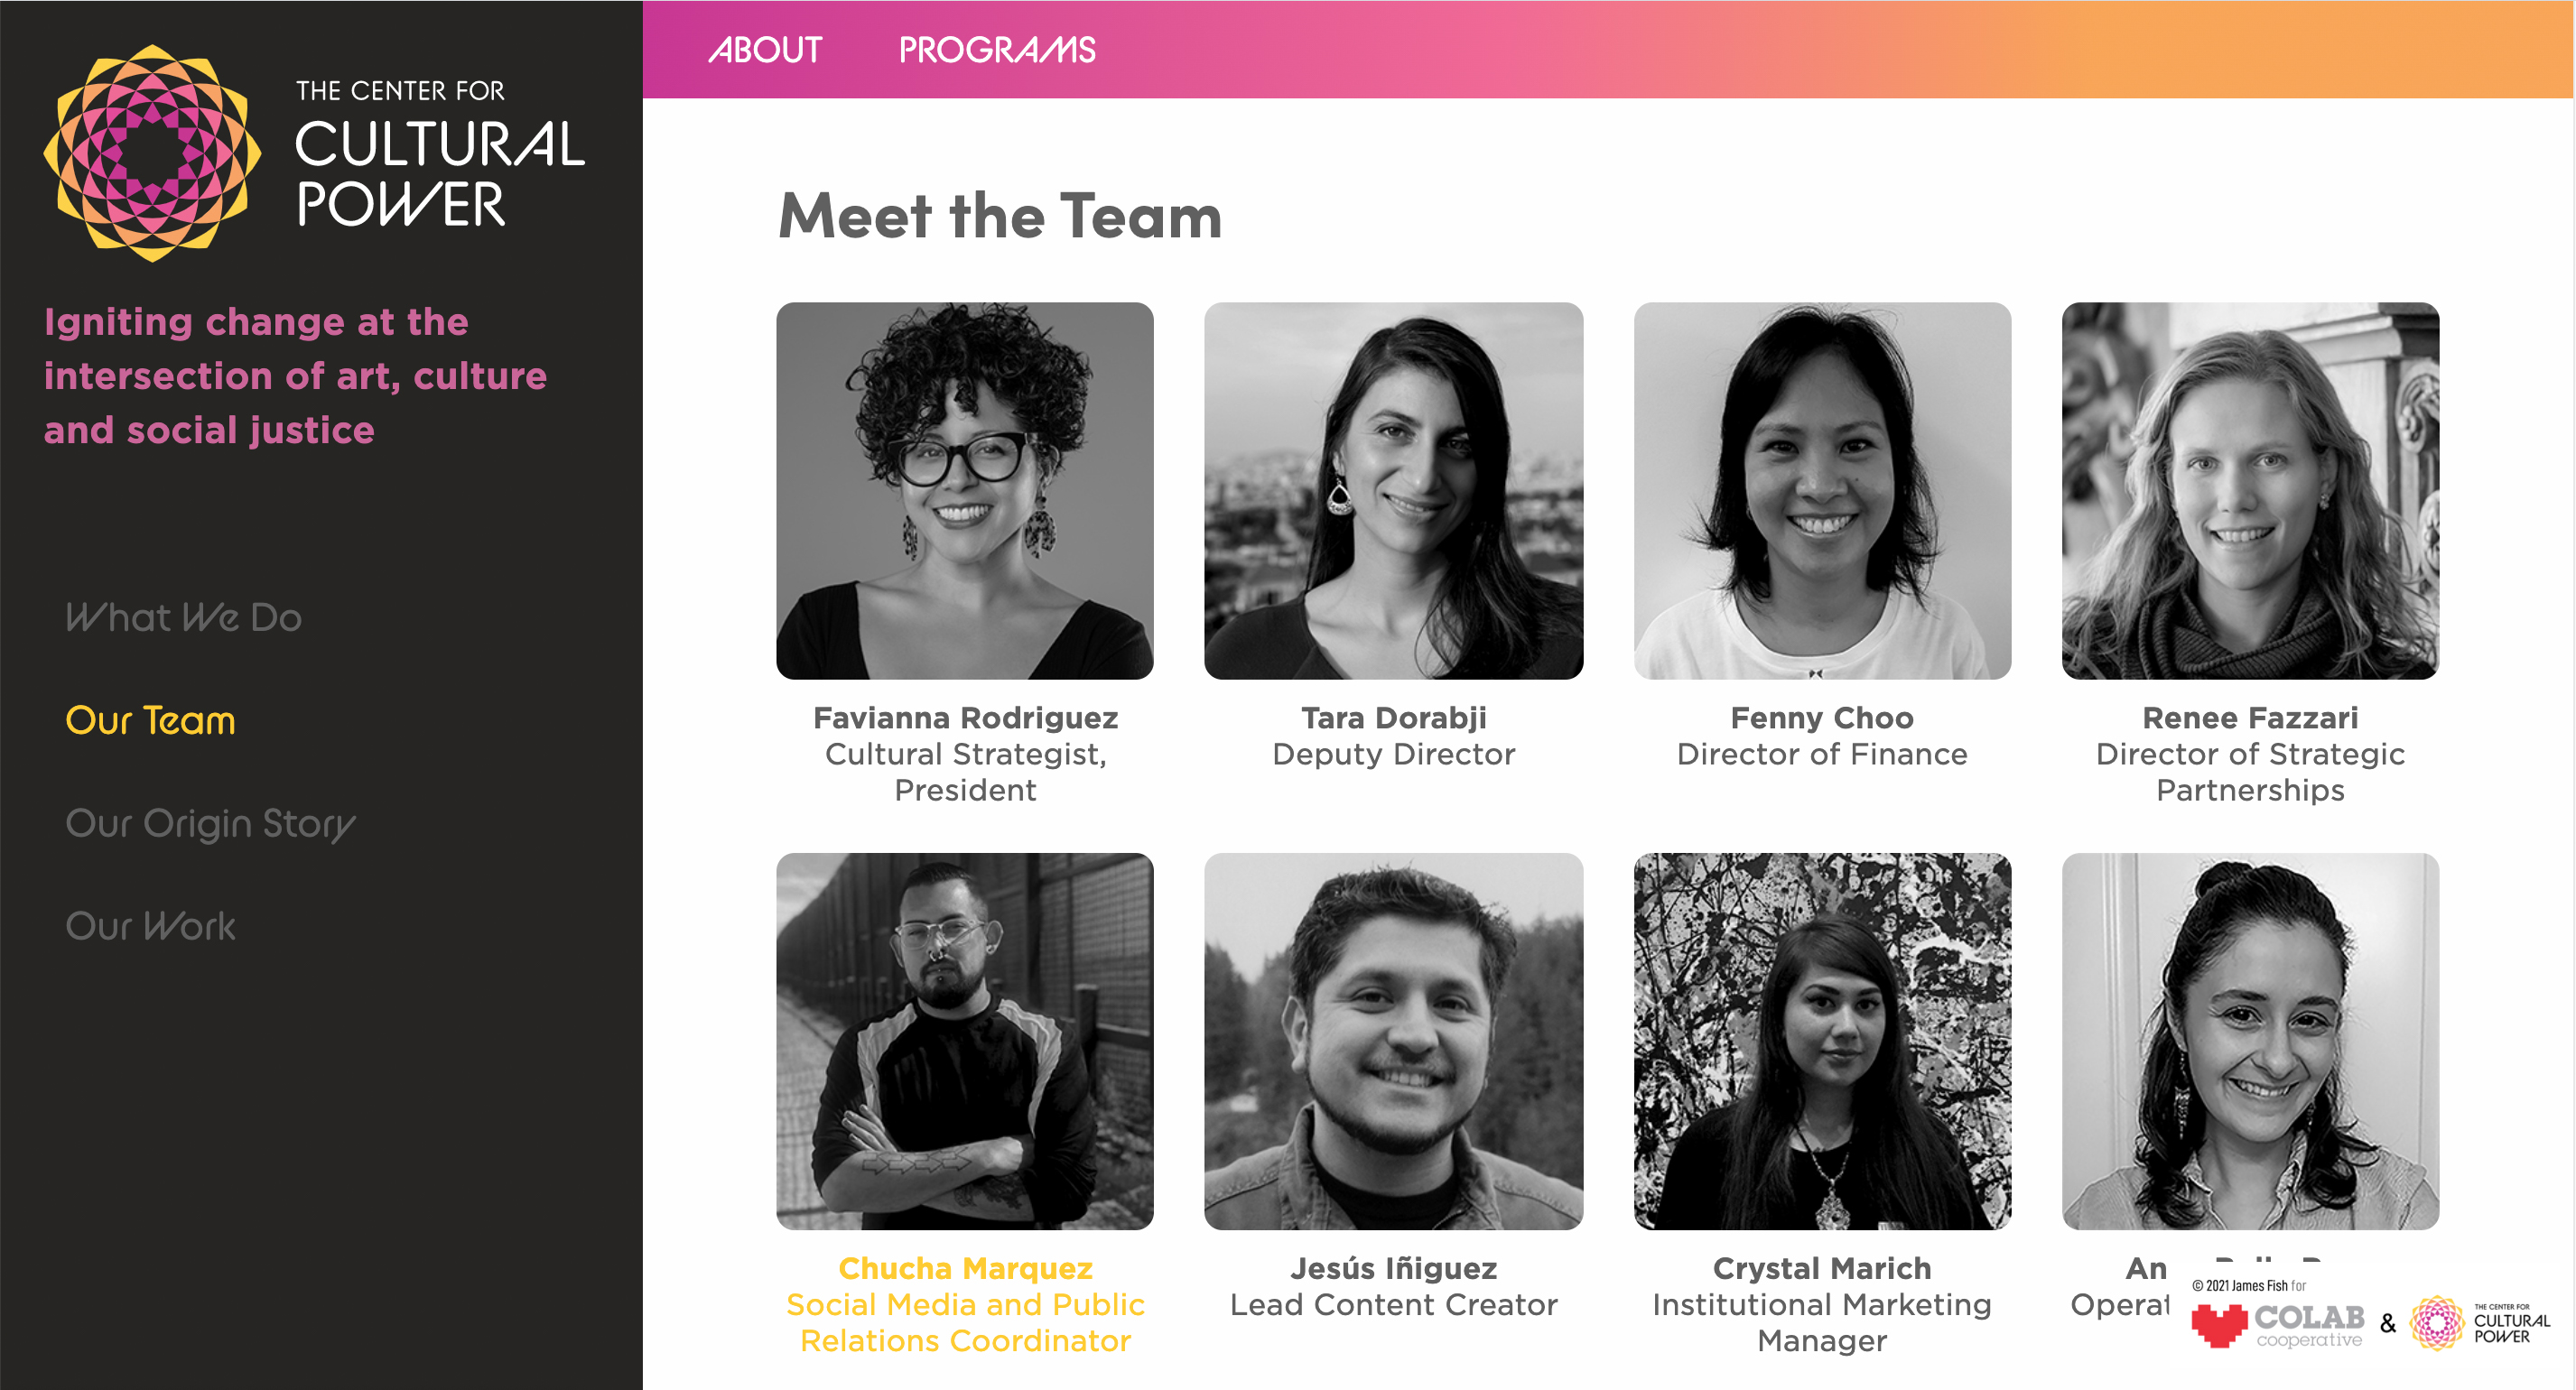 THE CENTER FOR
CULTURAL
POWER
Igniting change at the
intersection of art, culture
and social justice
What We Do
Our Team
Our Origin Story
Our Work
ABOUT PROGRAMS
Meet the Team
Favianna Rodriguez
Cultural Strategist,
President
Tara Dorabji
Deputy Director
Fenny Choo
Director of Finance
Renee Fazzari
Director of Strategic
Partnerships
Chucha Marquez
Social Media and Public
Relations Coordinator
Jesús Iñiguez
Lead Content Creator
Crystal Marich
Institutional Marketing
Manager
© 2021 James Fish for
COLAB
cooperative
&
THE CENTER FOR
CULTURAL
POWER